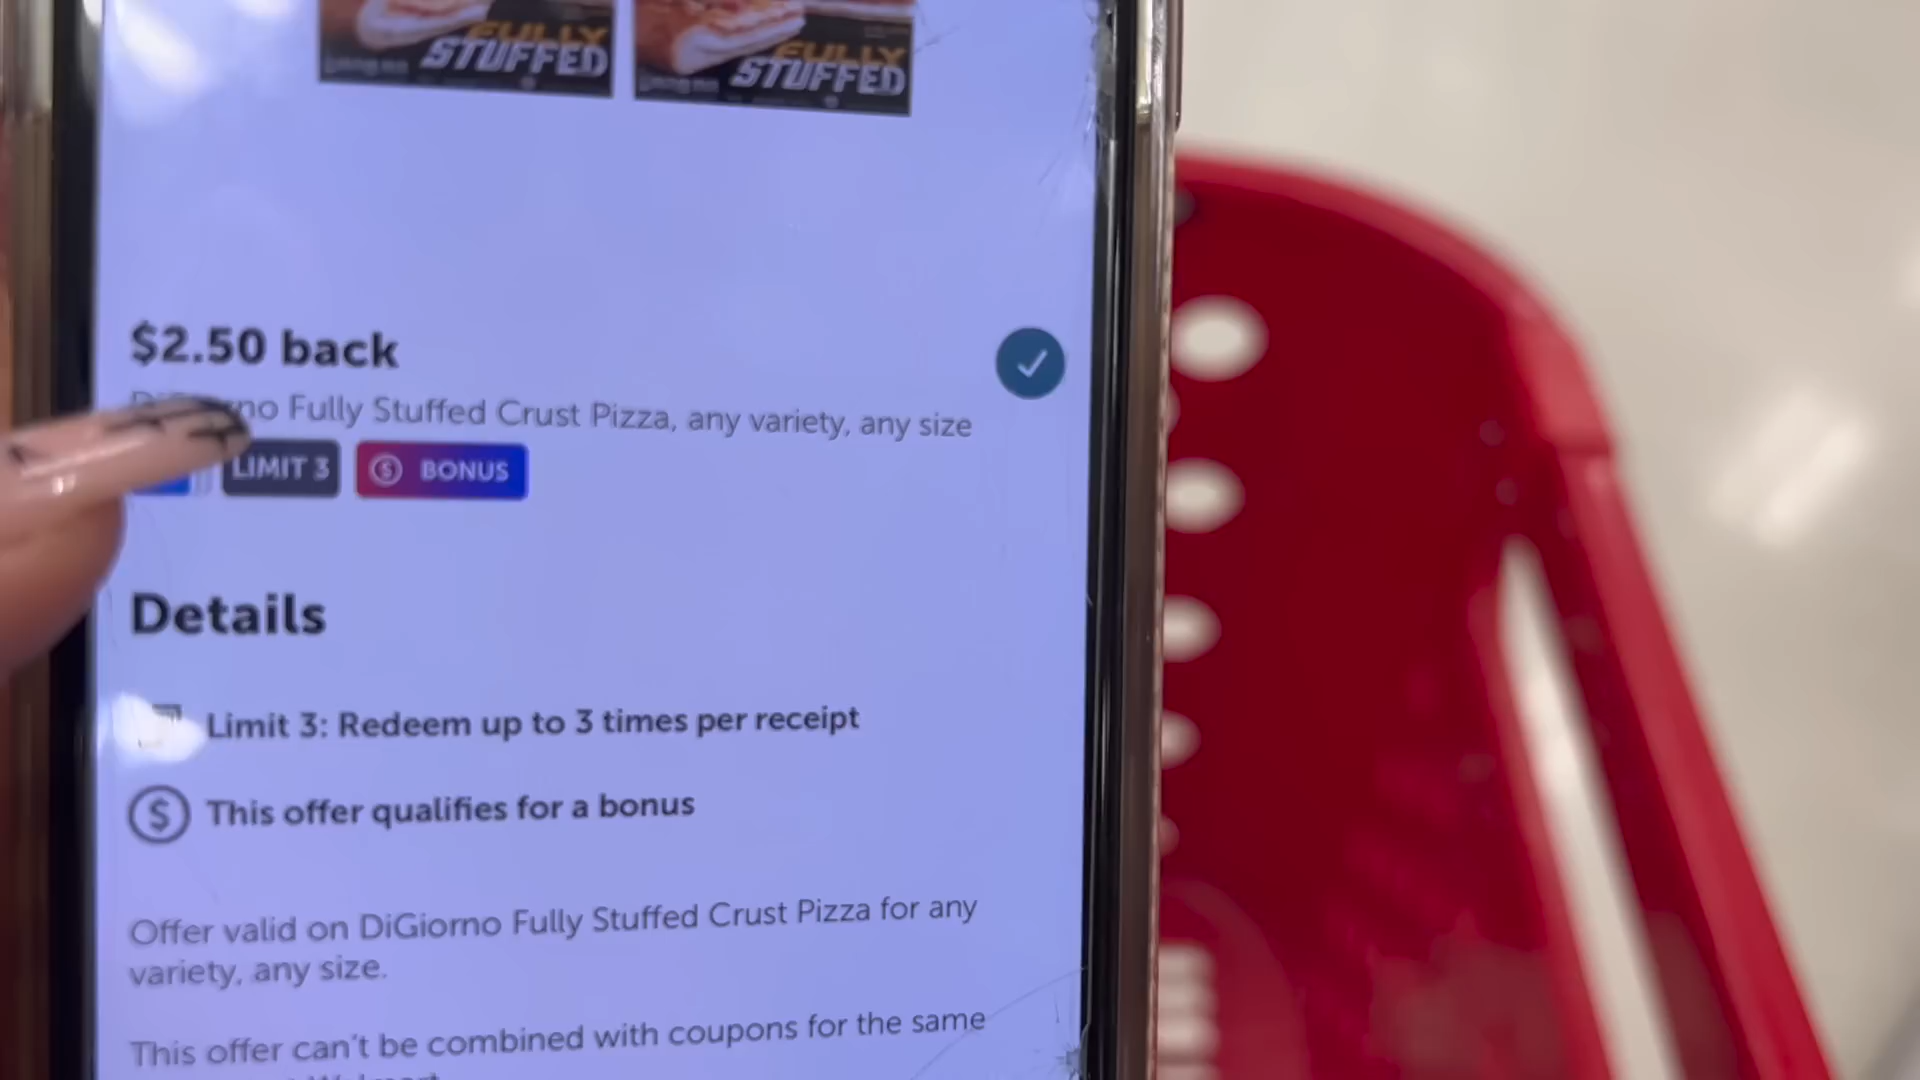 FULLY
STUFFED
FULLY
STUFFED
$2.50 back
Fully Stuffed Crust Pizza, any variety, any size
LIMIT 3
BONUS
Details
Limit 3: Redeem up to 3 times per receipt
$ This offer qualifies for a bonus
Offer valid on DiGiorno Fully Stuffed Crust Pizza for any
variety, any size.
This offer can't be combined with coupons for the same